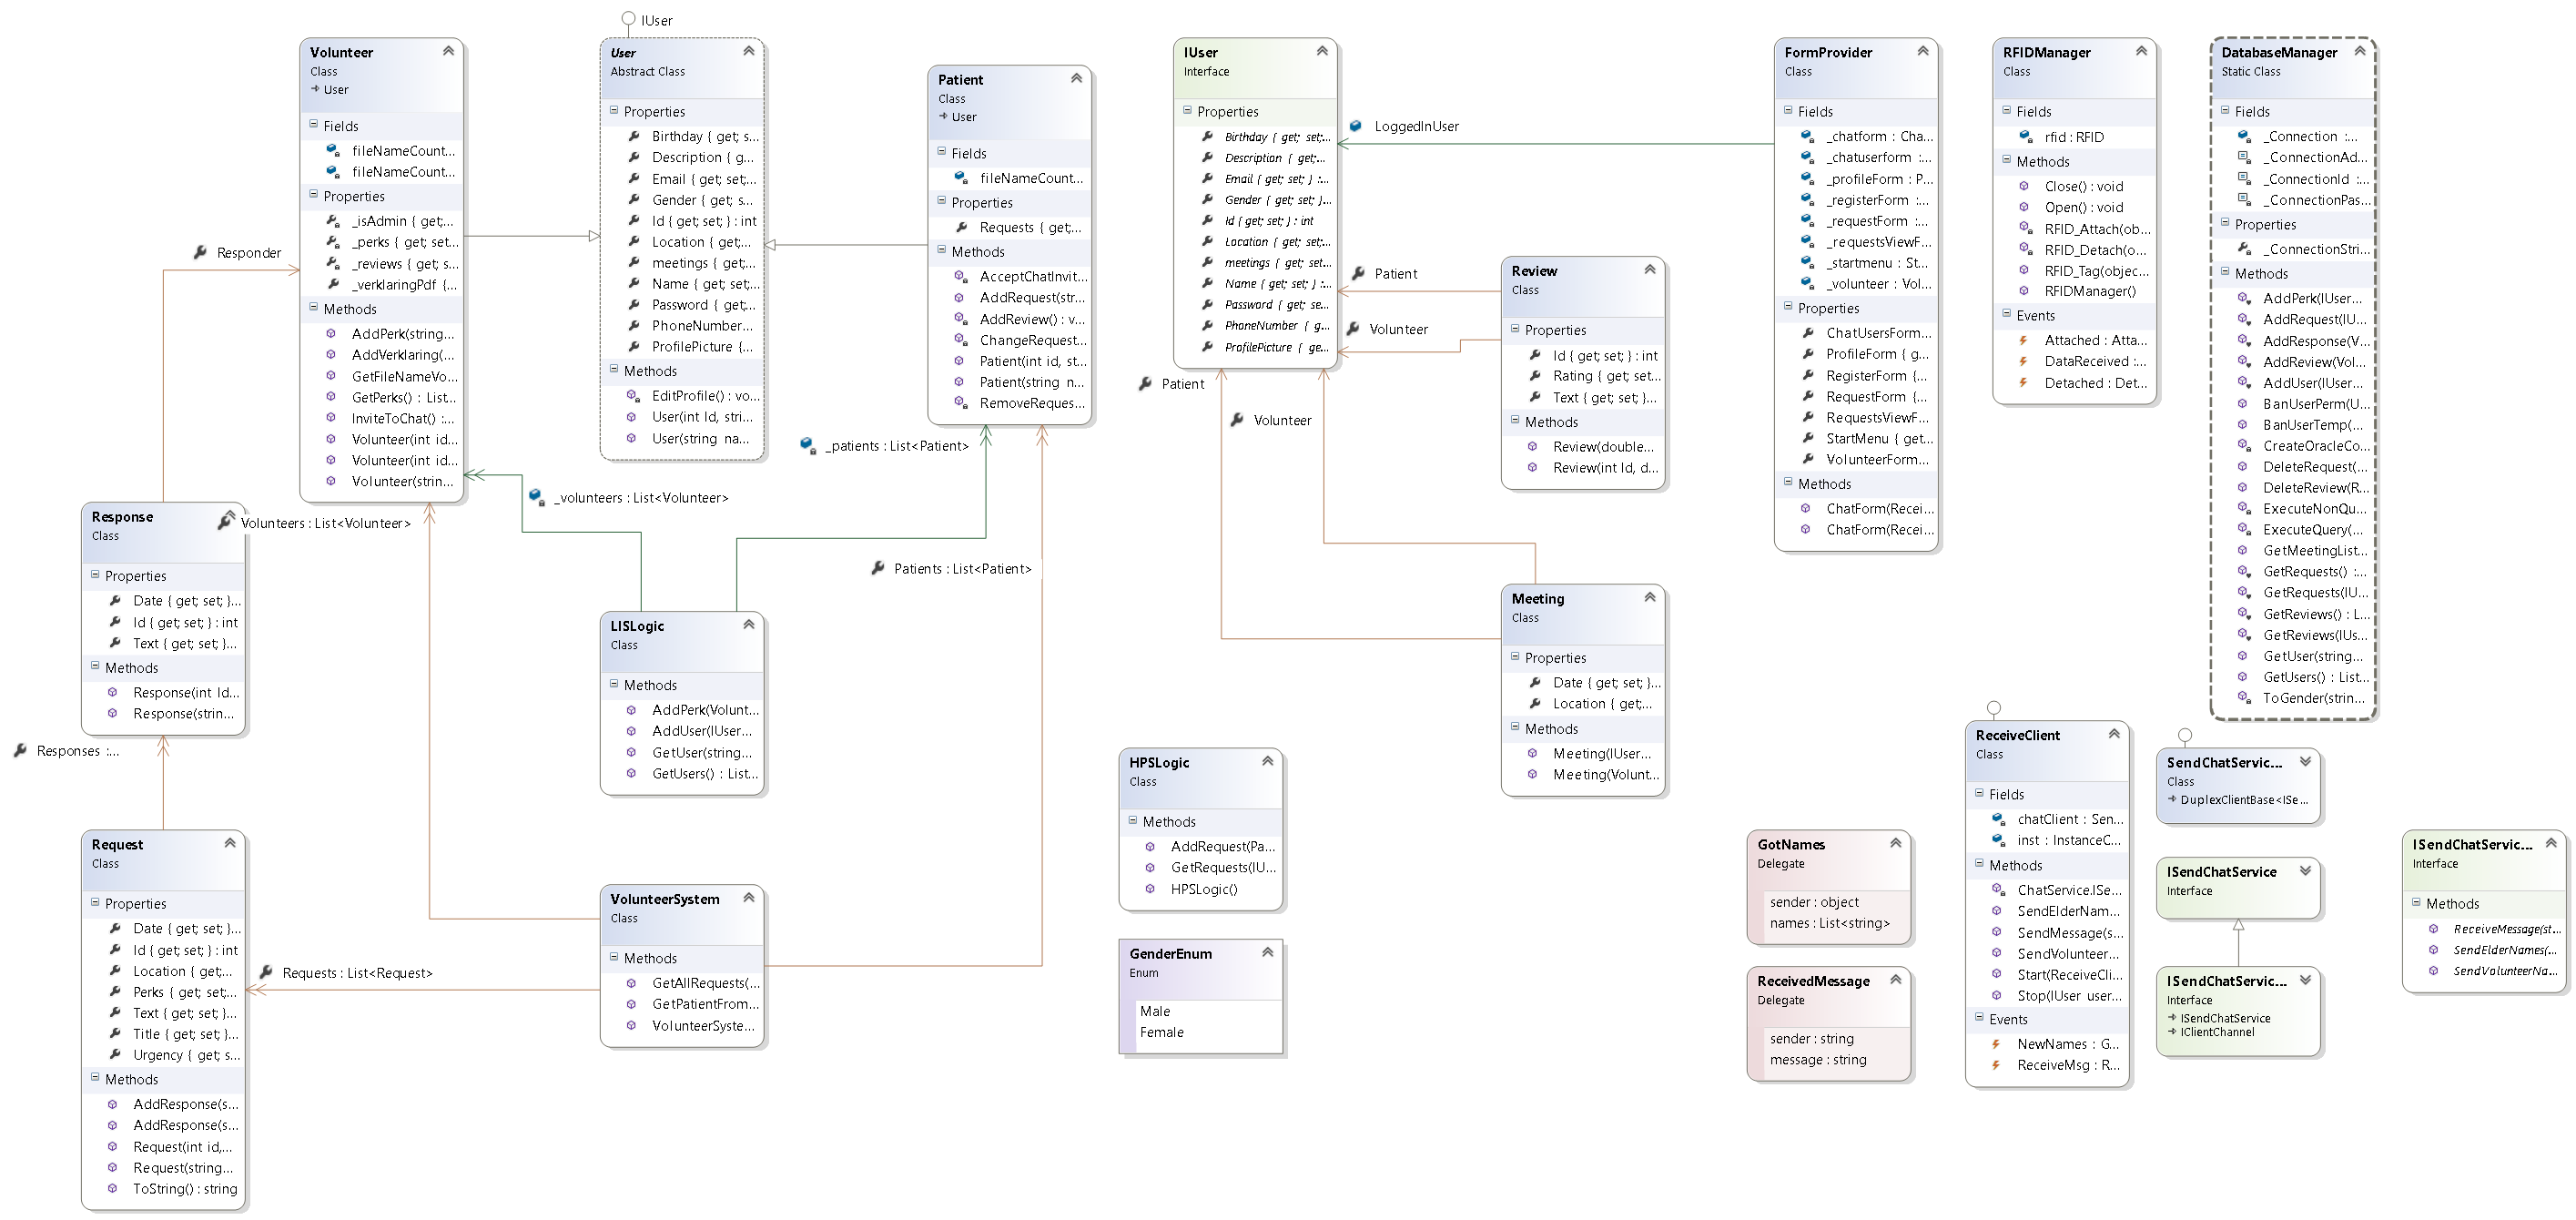 IUser
Volunteer
Class
User
Fields
fileNameCount...
fileNameCount...
Properties
_isAdmin { get;...
_perks { get; set...
_reviews { get; s...
_verklaringPdf {...
Methods
AddPerk(string...
AddVerklaring(...
GetFileNameVo...
GetPerks() : List...
InviteToChat() :...
Volunteer(int id...
Volunteer(int id...
Volunteer(strin...
User
Abstract Class
Properties
Birthday { get; s...
Description { g...
Email { get; set;...
Gender { get; s...
Id { get; set; } : int
Location { get;...
meetings { get;...
Name { get; set;...
Password { get;...
PhoneNumber...
ProfilePicture {...
Methods
EditProfile() : vo...
User(int Id, stri...
User(string na...
Patient
Class
User
Fields
fileNameCount...
Properties
Requests { get;...
Methods
AcceptChatInvit...
AddRequest(str...
AddReview() : v...
ChangeRequest...
Patient(int id, st...
Patient(string n...
RemoveReques...
IUser
Interface
Properties
Birthday { get; set;...
Description { get;...
Email { get; set; } :...
Gender { get; set; }...
Id { get; set; } : int
Location { get; set;...
meetings { get; set...
Name { get; set; } :...
Password { get; se...
PhoneNumber { g...
ProfilePicture { ge...
LoggedInUser
FormProvider
Class
Fields
_chatform : Cha...
_chatuserform :...
_profileForm : P...
_registerForm :...
_requestForm :...
_requestsViewF...
_startmenu : St...
_volunteer : Vol...
Properties
ChatUsersForm...
ProfileForm { g...
RegisterForm {...
RequestForm {...
RequestsViewF...
StartMenu { get...
VolunteerForm...
Methods
ChatForm(Recei...
ChatForm(Recei...
RFIDManager
Class
Fields
rfid : RFID
Methods
Close() : void
Open() : void
RFID_Attach(ob...
RFID_Detach(o...
RFID_Tag(objec...
RFIDManager()
Events
Attached : Atta...
DataReceived :...
Detached : Det...
DatabaseManager
Static Class
Fields
_Connection :...
_ConnectionAd...
_ConnectionId :...
_ConnectionPas...
Properties
_ConnectionStri...
Methods
AddPerk(IUser...
AddRequest(IU...
AddResponse(V...
AddReview(Vol...
AddUser(IUser...
BanUserPerm(U...
BanUserTemp(...
CreateOracleCo...
DeleteRequest(...
DeleteReview(R...
ExecuteNonQu...
ExecuteQuery(...
GetMeetingList...
GetRequests() :...
GetRequests(IU...
GetReviews() : L...
GetReviews(IUs...
GetUser(string...
GetUsers() : List...
ToGender(strin...
Responder
Patient
Volunteer
Review
Class
Properties
Id { get; set; } : int
Rating { get; set...
Text { get; set; }...
Methods
Review(double...
Review(int Id, d...
Patient
Volunteer
_patients : List<Patient>
_volunteers : List<Volunteer>
Volunteers : List<Volunteer>
Patients : List<Patient>
Response
Class
Properties
Date { get; set; }...
Id { get; set; } : int
Text { get; set; }...
Methods
Response(int Id...
Response(strin...
Responses :...
LISLogic
Class
Methods
AddPerk(Volunt...
AddUser(IUser...
GetUser(string...
GetUsers() : List...
Meeting
Class
Properties
Date { get; set; }...
Location { get;...
Methods
Meeting(IUser...
Meeting(Volunt...
Request
Class
Properties
Date { get; set; }...
Id { get; set; } : int
Location { get;...
Perks { get; set;...
Text { get; set; }...
Title { get; set; }...
Urgency { get; s...
Methods
AddResponse(s...
AddResponse(s...
Request(int id,...
Request(string...
ToString() : string
Requests : List<Request>
VolunteerSystem
Class
Methods
GetAllRequests(...
GetPatientFrom...
VolunteerSyste...
HPSLogic
Class
Methods
AddRequest(Pa...
GetRequests(IU...
HPSLogic()
GenderEnum
Enum
Male
Female
GotNames
Delegate
sender : object
names : List<string>
ReceivedMessage
Delegate
sender : string
message : string
ReceiveClient
Class
Fields
chatClient : Sen...
inst : InstanceC...
Methods
ChatService.ISe...
SendElderNam...
SendMessage(s...
SendVolunteer...
Start(ReceiveCli...
Stop(IUser user...
Events
NewNames : G...
ReceiveMsg : R...
SendChatServic...
Class
DuplexClientBase<ISe...
ISendChatService
Interface
ISendChatServic...
Interface
ISendChatService
IClientChannel
ISendChatServic...
Interface
Methods
ReceiveMessage(st...
SendElderNames(...
SendVolunteerNa...